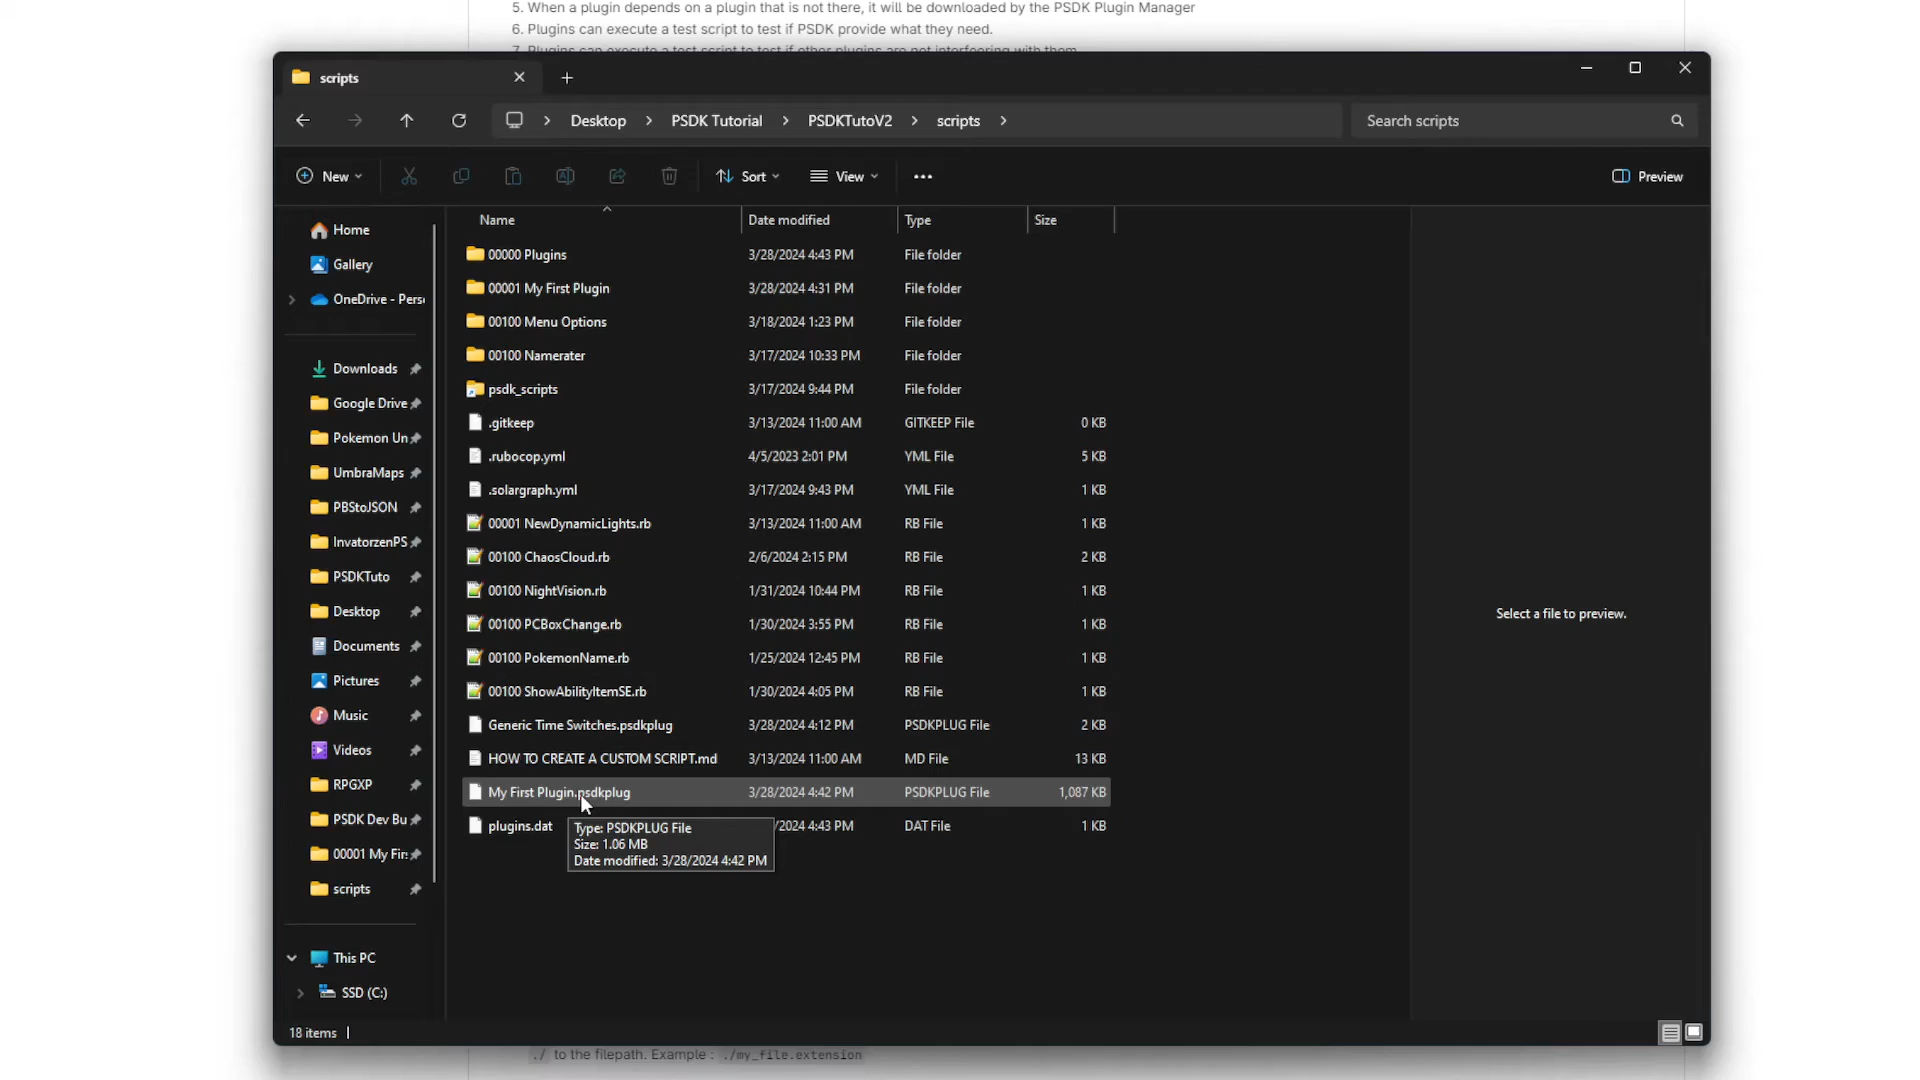 5. When a plugin depends on a plugin that is not there, it will be downloaded by the PSDK Plugin Manager
6. Plugins can execute a test script to test if PSDK provide what they need.
7. Plugins can execute a test script to test if other plugins are not interfeering with them
scripts
Desktop > PSDK Tutorial > PSDKTutoV2 > scripts >
Search scripts
New
Sort
View
Preview
Name Date modified Type Size
Home
Gallery
OneDrive - Pers
Downloads
Google Drive
Pokemon Un
UmbraMaps
PBStoJSON
InvatorzenPS
PSDKTuto
Desktop
Documents
Pictures
Music
Videos
RPGXP
PSDK Dev Bu
00001 My Fir
scripts
This PC
SSD (C:)
00000 Plugins 3/28/2024 4:43 PM File folder
00001 My First Plugin 3/28/2024 4:31 PM File folder
00100 Menu Options 3/18/2024 1:23 PM File folder
00100 Namerater 3/17/2024 10:33 PM File folder
psdk_scripts 3/17/2024 9:44 PM File folder
.gitkeep 3/13/2024 11:00 AM GITKEEP File 0 KB
.rubocop.yml 4/5/2023 2:01 PM YML File 5 KB
.solargraph.yml 3/17/2024 9:43 PM YML File 1 KB
00001 NewDynamicLights.rb 3/13/2024 11:00 AM RB File 1 KB
00100 ChaosCloud.rb 2/6/2024 2:15 PM RB File 2 KB
00100 NightVision.rb 1/31/2024 10:44 PM RB File 1 KB
00100 PCBoxChange.rb 1/30/2024 3:55 PM RB File 1 KB
00100 PokemonName.rb 1/25/2024 12:45 PM RB File 1 KB
00100 ShowAbilityItemSE.rb 1/30/2024 4:05 PM RB File 1 KB
Generic Time Switches.psdkplug 3/28/2024 4:12 PM PSDKPLUG File 2 KB
HOW TO CREATE A CUSTOM SCRIPT.md 3/13/2024 11:00 AM MD File 13 KB
My First Plugin.psdkplug 3/28/2024 4:42 PM PSDKPLUG File 1,087 KB
plugins.dat /2024 4:43 PM DAT File 1 KB
Type: PSDKPLUG File
Size: 1.06 MB
Date modified: 3/28/2024 4:42 PM
Select a file to preview.
18 items
./ to the filepath. Example : ./my_file.extension